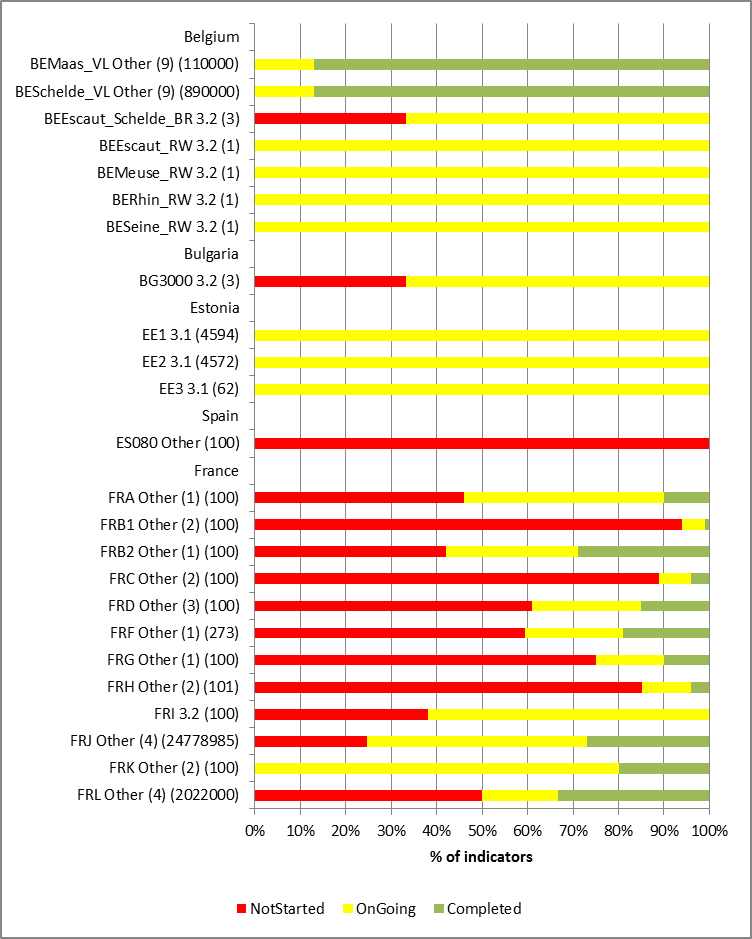 Belgium
BEMaas_VL Other (9) (110000)
BESchelde_VL Other (9) (890000)
BEEscaut_Schelde_BR 3.2 (3)
BEEscaut_RW 3.2 (1)
BEMeuse_RW 3.2 (1)
BERhin_RW 3.2 (1)
BESeine_RW 3.2 (1)
Bulgaria
BG3000 3.2 (3)
Estonia
EE1 3.1 (4594)
EE2 3.1 (4572)
EE3 3.1 (62)
Spain
ES080 Other (100)
France
FRA Other (1) (100)
FRB1 Other (2) (100)
FRB2 Other (1) (100)
FRC Other (2) (100)
FRD Other (3) (100)
FRF Other (1) (273)
FRG Other (1) (100)
FRH Other (2) (101)
FRI 3.2 (100)
FRJ Other (4) (24778985)
FRK Other (2) (100)
FRL Other (4) (2022000)
0% 10% 20% 30% 40% 50% 60% 70% 80% 90% 100%
% of indicators
NotStarted OnGoing Completed